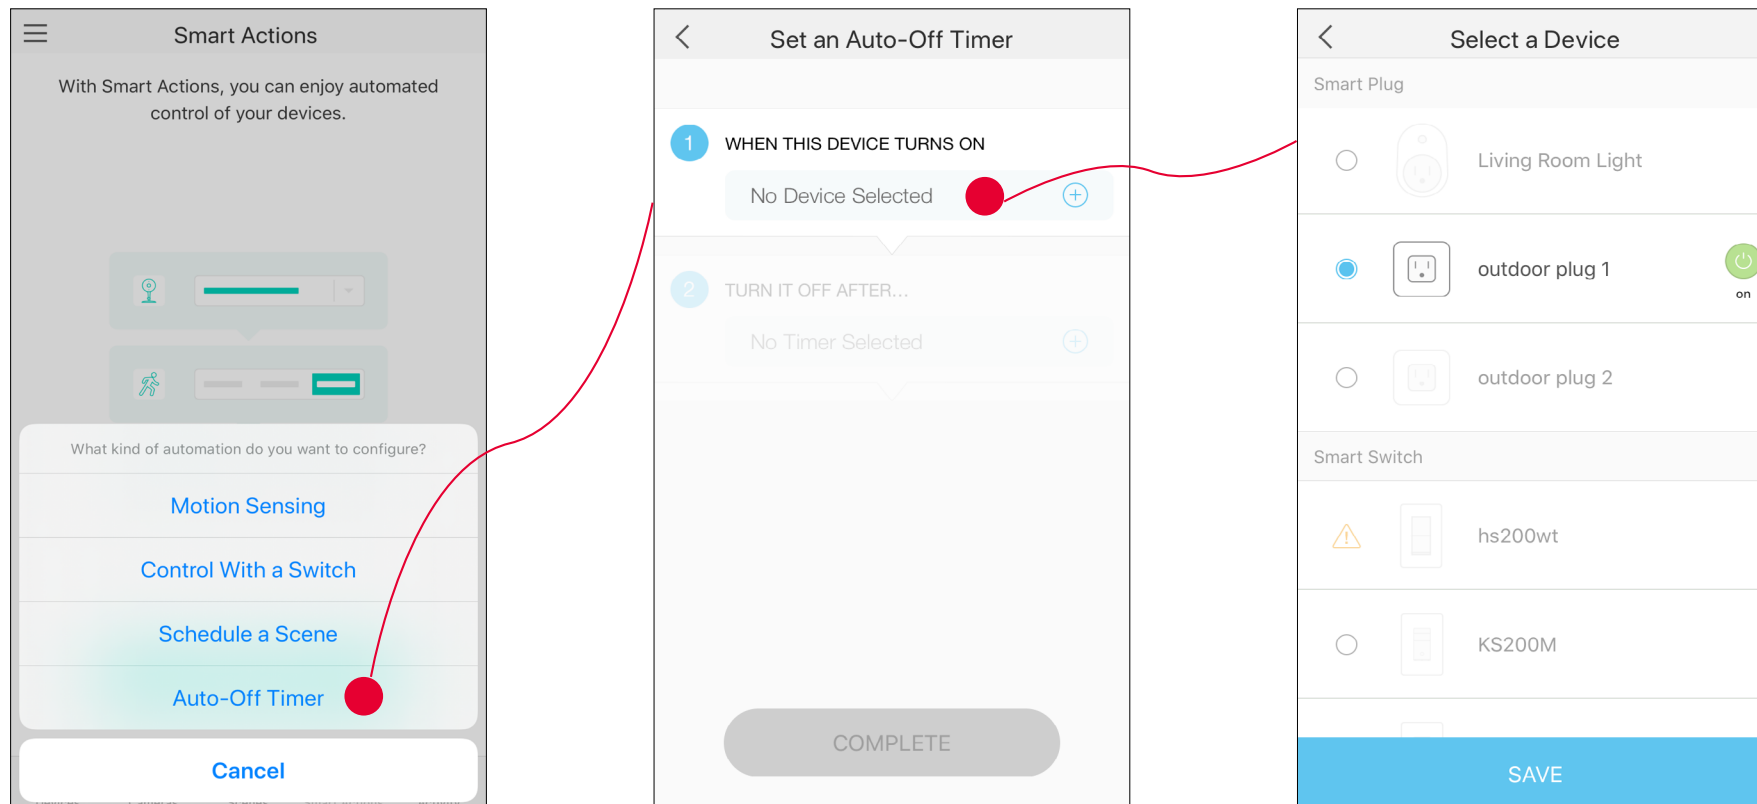 Smart Actions
With Smart Actions, you can enjoy automated
control of your devices.
What kind of automation do you want to configure?
Motion Sensing
Control With a Switch
Schedule a Scene
Auto-Off Timer
Cancel
Set an Auto-Off Timer
1 WHEN THIS DEVICE TURNS ON
No Device Selected
2 TURN IT OFF AFTER...
No Timer Selected
COMPLETE
Select a Device
Smart Plug
Living Room Light
outdoor plug 1
on
outdoor plug 2
Smart Switch
hs200wt
KS200M
SAVE